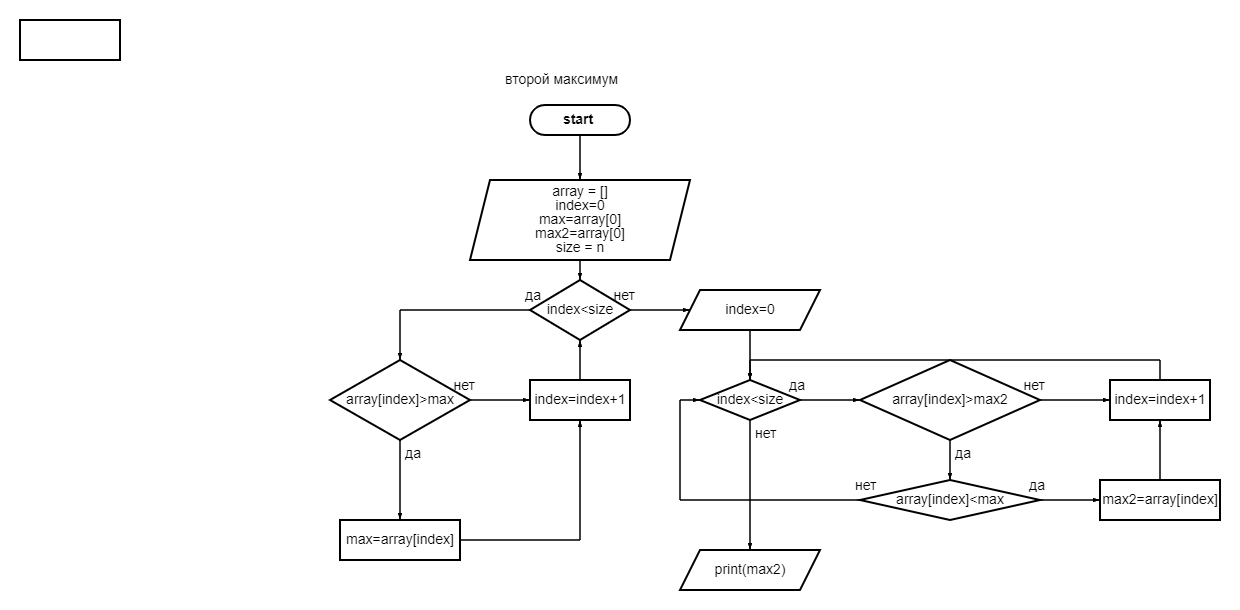 второй максимум
start
array = []
index=0
max=array[0]
max2=array[0]
size = n
да
index<size
нет
index=0
array[index]>max
нет
index=index+1
да
max=array[index]
index<size
да
array[index]>max2
нет
index=index+1
нет
да
нет
array[index]<max
да
max2=array[index]
print(max2)